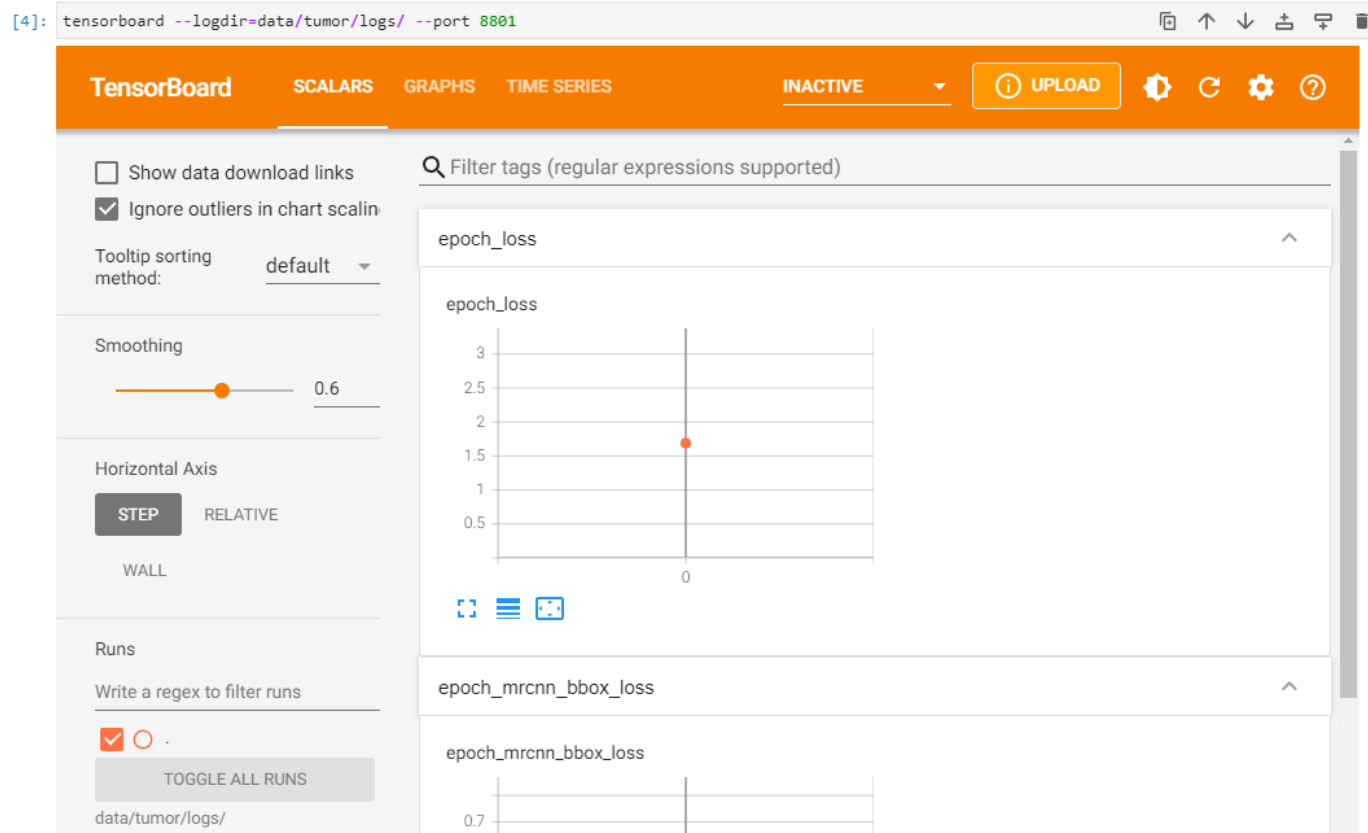 [4]: tensorboard --logdir=data/tumor/logs/ --port 8801
TensorBoard SCALARS GRAPHS TIME SERIES INACTIVE UPLOAD
Show data download links
Ignore outliers in chart scalin
Tooltip sorting
method:
default
Smoothing
0.6
Horizontal Axis
STEP RELATIVE
WALL
Runs
Write a regex to filter runs
.
TOGGLE ALL RUNS
data/tumor/logs/
Filter tags (regular expressions supported)
epoch_loss
epoch_loss
3
2.5
2
1.5
1
0.5
0
epoch_mrcnn_bbox_loss
epoch_mrcnn_bbox_loss
0.7